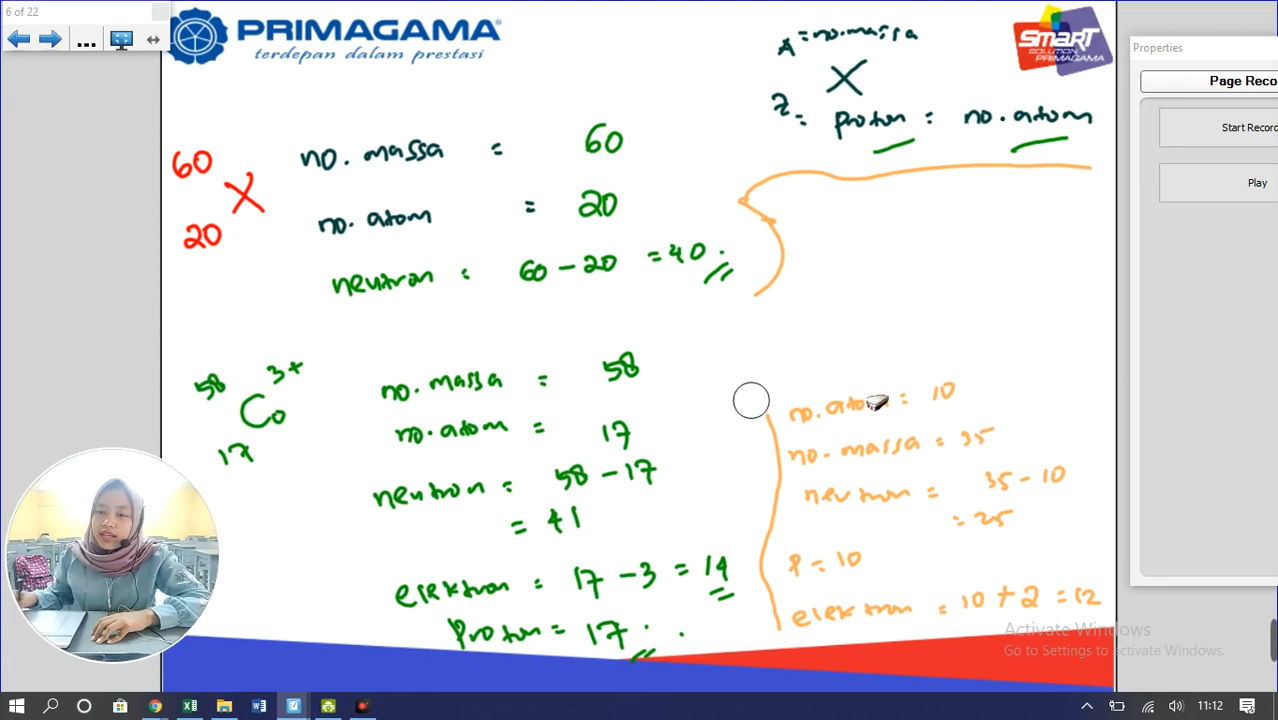 6 of 22
PRIMAGAMA
terdepan dalam prestasi
SMART
SOLUTION
PRIMAGAMA
Properties
Page Reco
Start Record
Play
A = no.massa
X
Z = proton = no.atom
60
X
20
no. massa = 60
no. atom = 20
neutron = 60 - 20 = 40
58 Co 3+
17
no. massa = 58
no. atom = 17
neutron = 58 - 17
= 41
elektron = 17 - 3 = 14
Proton = 17
no. ato = 10
no. massa = 35
neutron = 35 - 10
= 25
P = 10
elektron = 10 + 2 = 12
Activate Windows
Go to Settings to activate Windows.
11:12